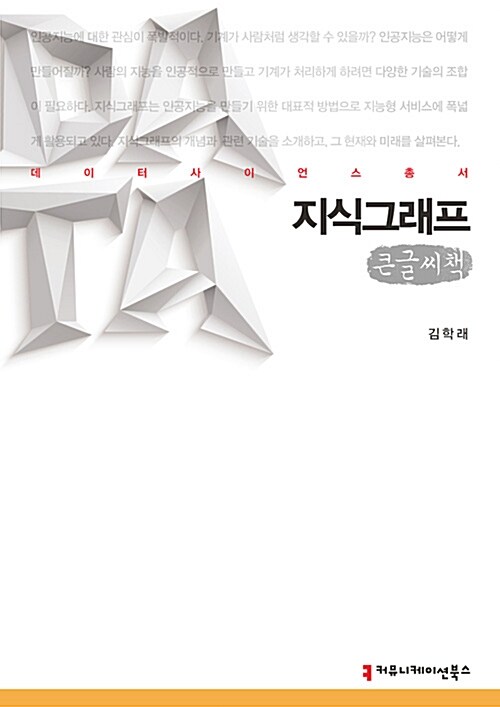 인공지능에 대한 관심이 폭발적이다. 기계가 사람처럼 생각할 수 있을까? 인공지능은 어떻게
만들어질까? 사람의 지능을 인공적으로 만들고 기계가 처리하게 하려면 다양한 기술의 조합
이 필요하다. 지식그래프는 인공지능을 만들기 위한 대표적 방법으로 지능형 서비스에 폭넓
게 활용되고 있다. 지식그래프의 개념과 관련 기술을 소개하고, 그 현재와 미래를 살펴본다.
DA
데이터사이언스총서
TA
지식그래프
큰글씨책
김학래
커뮤니케이션북스